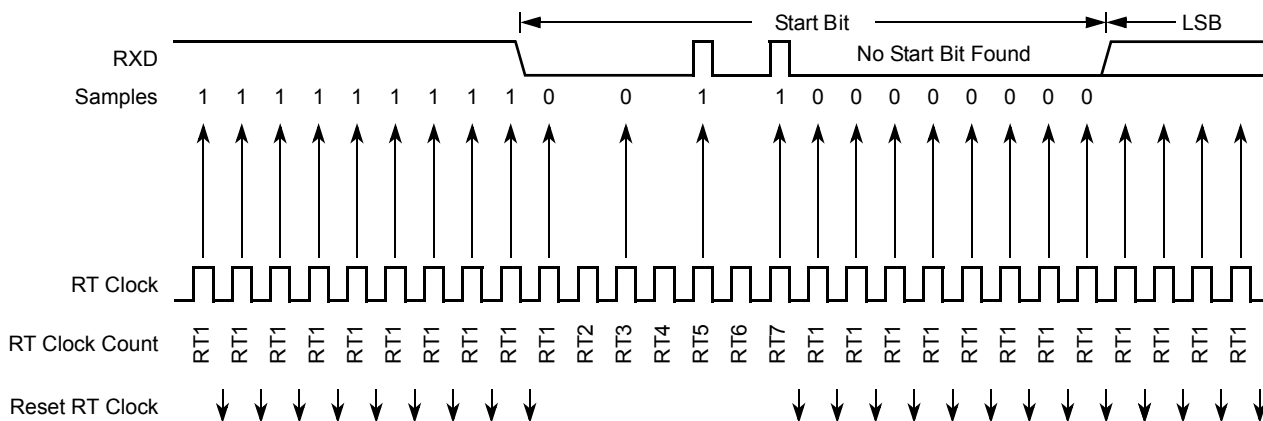 Start Bit LSB
RXD No Start Bit Found
Samples 1 1 1 1 1 1 1 1 1 0 0 1 1 0 0 0 0 0 0 0 0
RT Clock
RT Clock Count RT1 RT1 RT1 RT1 RT1 RT1 RT1 RT1 RT1 RT1 RT2 RT3 RT4 RT5 RT6 RT7 RT1 RT1 RT1 RT1 RT1 RT1 RT1 RT1 RT1 RT1 RT1 RT1
Reset RT Clock